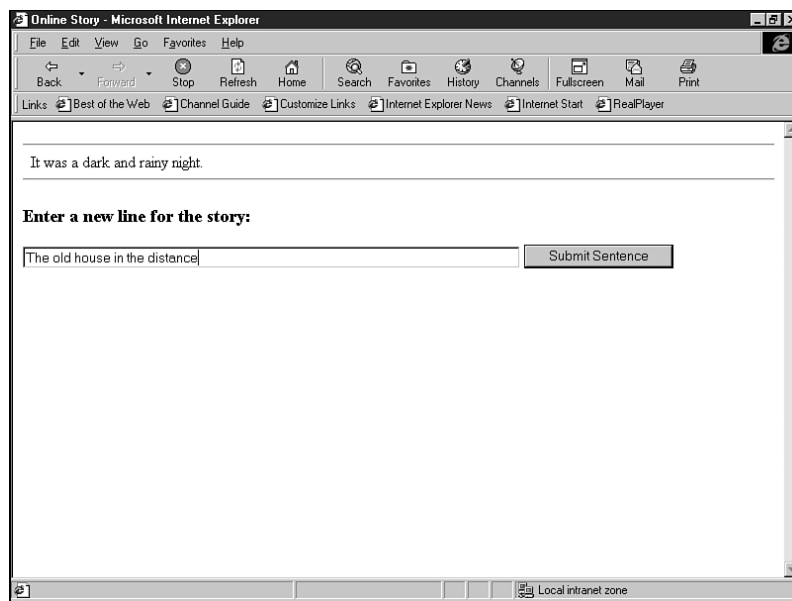 Online Story - Microsoft Internet Explorer
File Edit View Go Favorites Help
Back Forward Stop Refresh Home Search Favorites History Channels Fullscreen Mail Print
Links Best of the Web Channel Guide Customize Links Internet Explorer News Internet Start RealPlayer
It was a dark and rainy night.
Enter a new line for the story:
The old house in the distance Submit Sentence
Local intranet zone